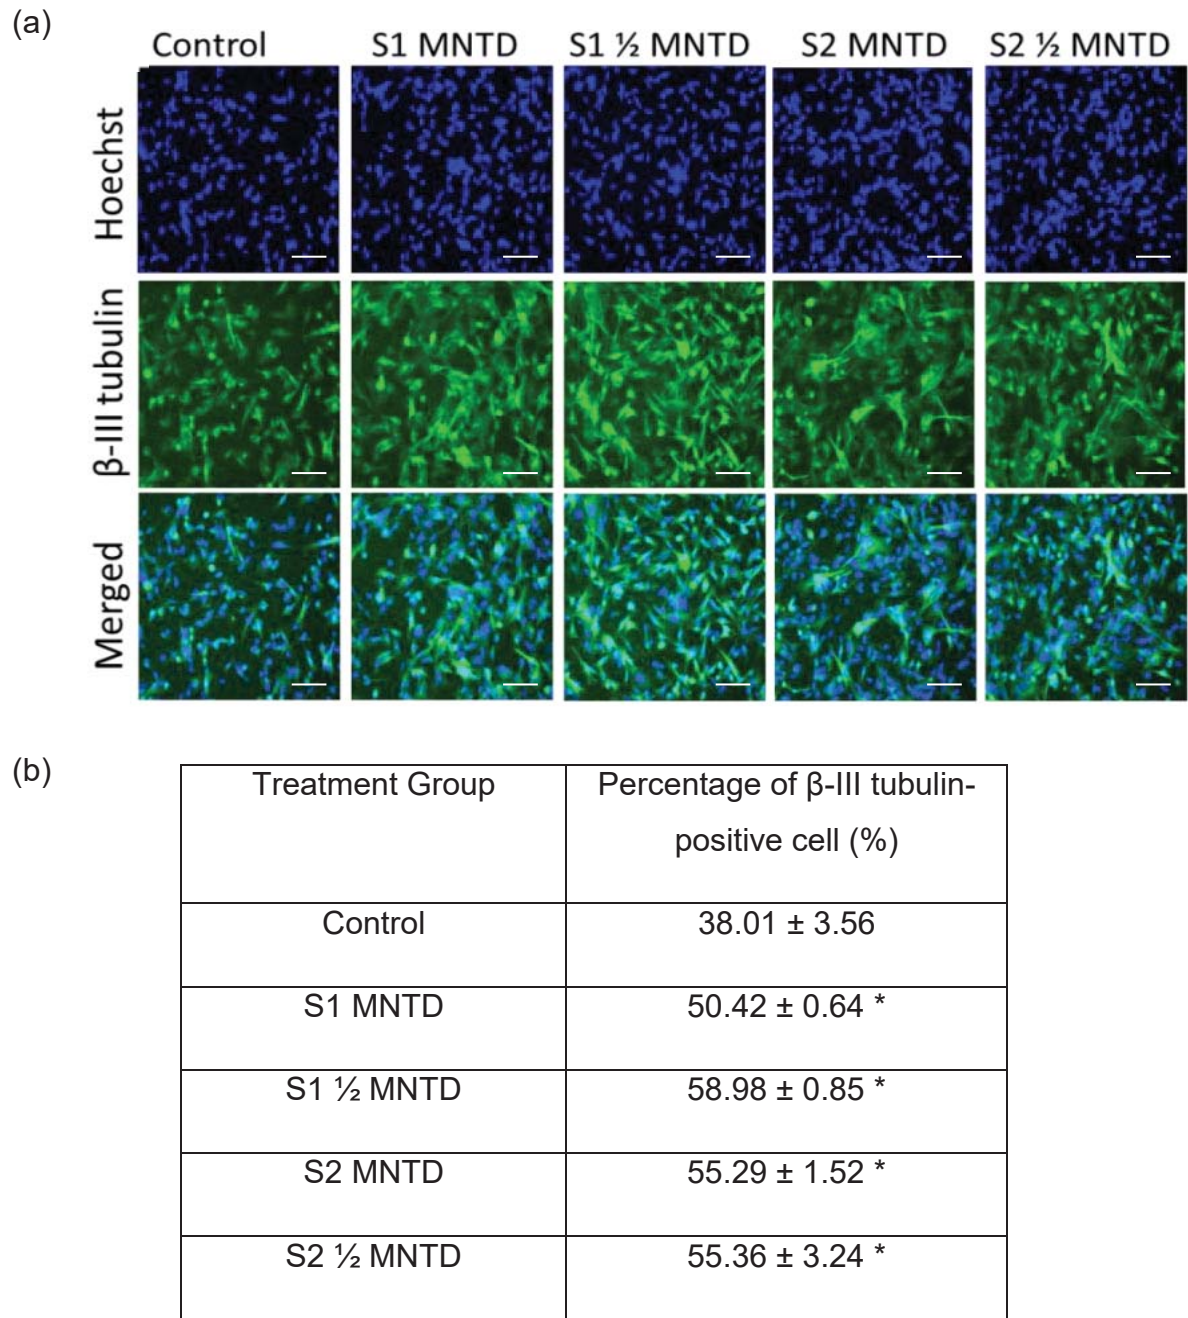 (a)
Control S1 MNTD S1 ½ MNTD S2 MNTD S2 ½ MNTD
Hoechst
β-III tubulin
Merged
(b)
Treatment Group Percentage of β-III tubulin-
positive cell (%)
Control 38.01 ± 3.56
S1 MNTD 50.42 ± 0.64 *
S1 ½ MNTD 58.98 ± 0.85 *
S2 MNTD 55.29 ± 1.52 *
S2 ½ MNTD 55.36 ± 3.24 *